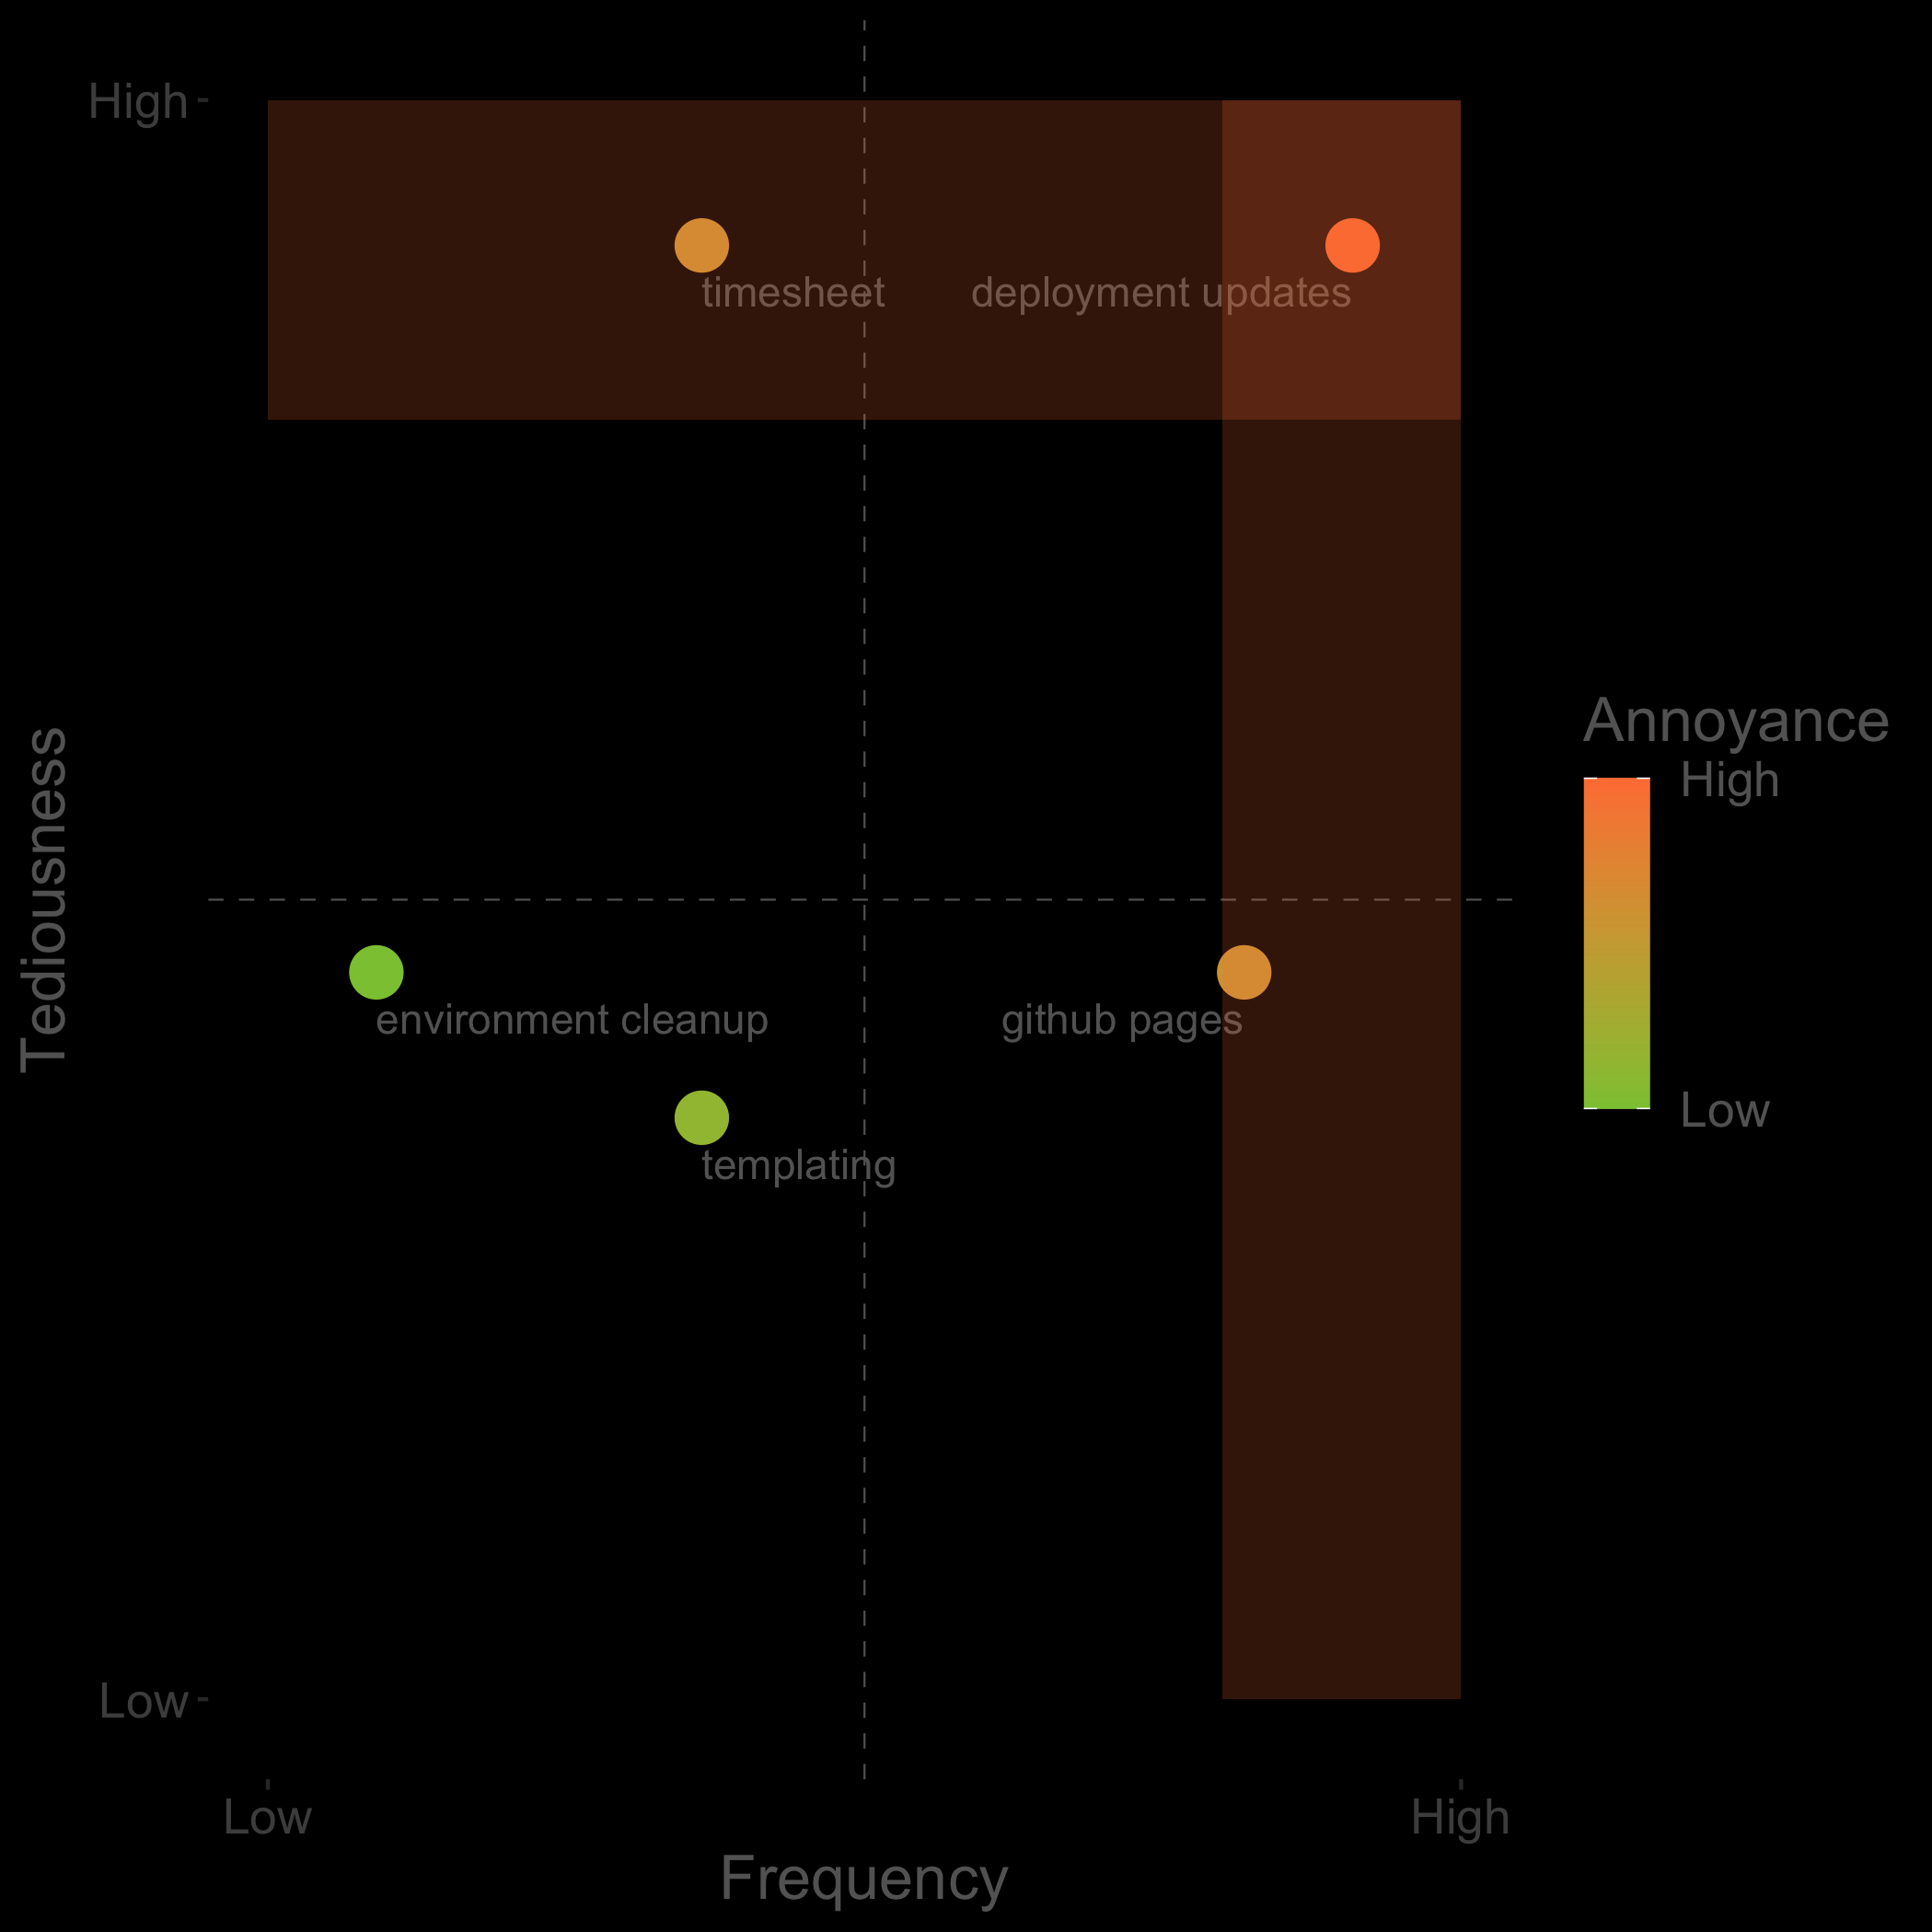 High
timesheet
deployment updates
Tediousness
Annoyance
High
Low
environment cleanup
github pages
templating
Low
Low
High
Frequency